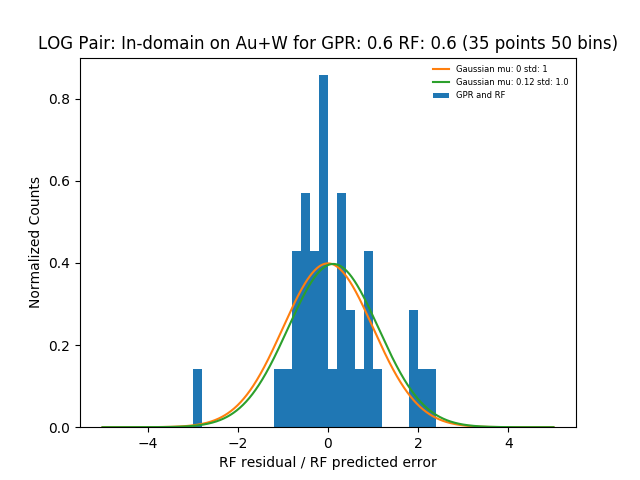 LOG Pair: In-domain on Au+W for GPR: 0.6 RF: 0.6 (35 points 50 bins)
Gaussian mu: 0 std: 1
Gaussian mu: 0.12 std: 1.0
GPR and RF
Normalized Counts
0.8
0.6
0.4
0.2
0.0
−4 −2 0 2 4
RF residual / RF predicted error